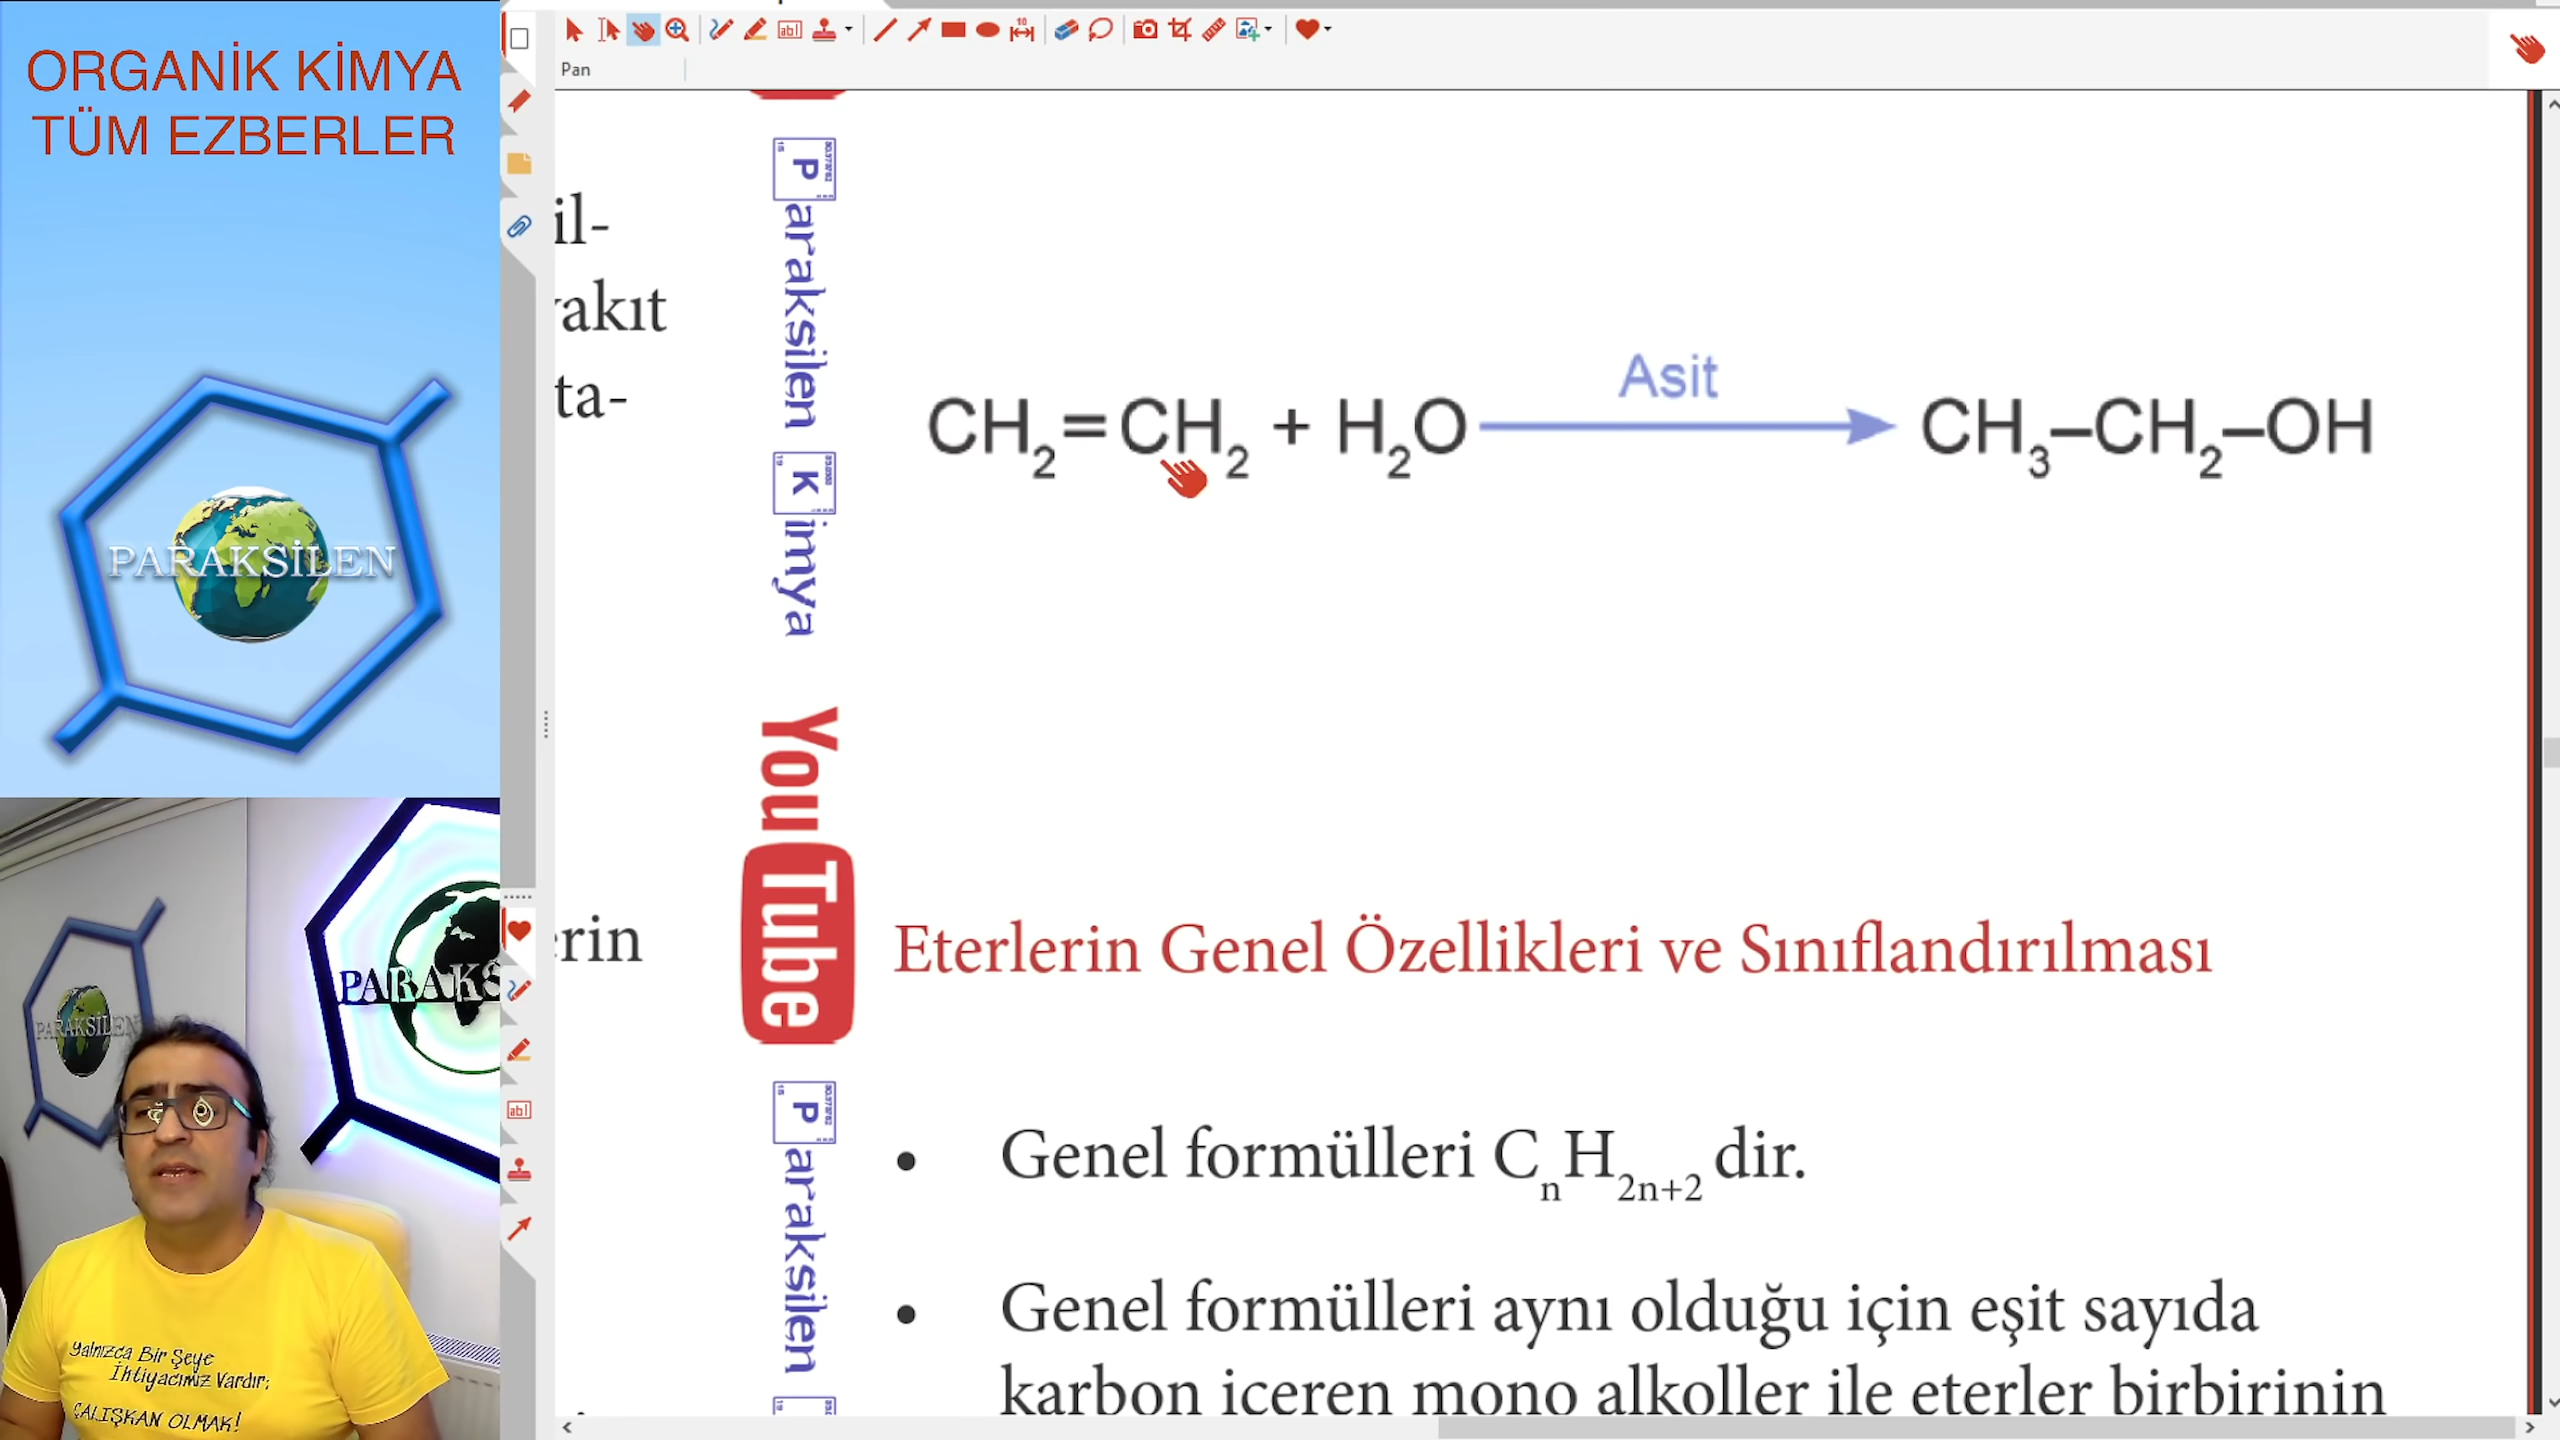 ORGANİK KİMYA
TÜM EZBERLER
PARAKSİLEN
PARAKS
PARAKSİLEN
Yalnızca Bir Şeye
İhtiyacımız Vardır;
ÇALIŞKAN OLMAK!
Pan
il-
akıt
ta-
erin
Paraksilen Kimya
YouTube
Paraksilen
Asit
CH2=CH2 + H2O CH3–CH2–OH
Eterlerin Genel Özellikleri ve Sınıflandırılması
• Genel formülleri CnH2n+2 dir.
• Genel formülleri aynı olduğu için eşit sayıda
karbon iceren mono alkoller ile eterler birbirinin